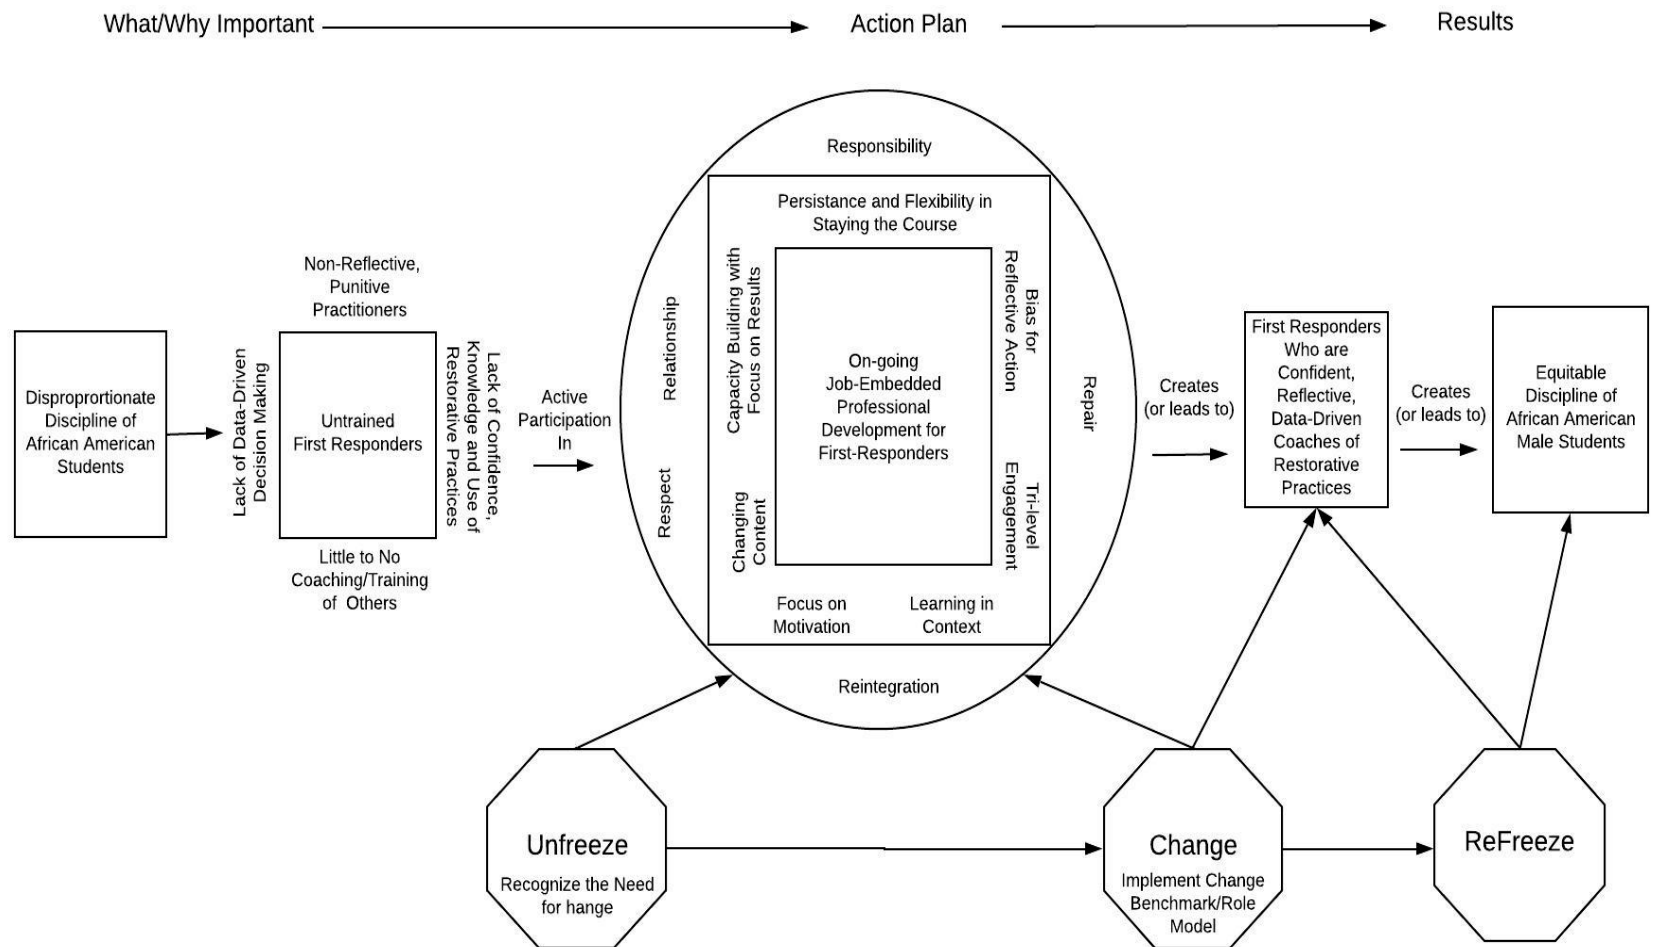 What/Why Important
Action Plan
Results
Disproprortionate
Discipline of
African American
Students
Lack of Data-Driven
Decision Making
Non-Reflective,
Punitive
Practitioners
Untrained
First Responders
Little to No
Coaching/Training
of Others
Lack of Confidence,
Knowledge and Use of
Restorative Practices
Active
Participation
In
Responsibility
Relationship
Respect
Repair
Reintegration
Persistance and Flexibility in
Staying the Course
Capacity Building with
Focus on Results
Changing
Content
Bias for
Reflective Action
Tri-level
Engagement
Focus on
Motivation
Learning in
Context
On-going
Job-Embedded
Professional
Development for
First-Responders
Creates
(or leads to)
First Responders
Who are
Confident,
Reflective,
Data-Driven
Coaches of
Restorative
Practices
Creates
(or leads to)
Equitable
Discipline of
African American
Male Students
Unfreeze
Recognize the Need
for hange
Change
Implement Change
Benchmark/Role
Model
ReFreeze